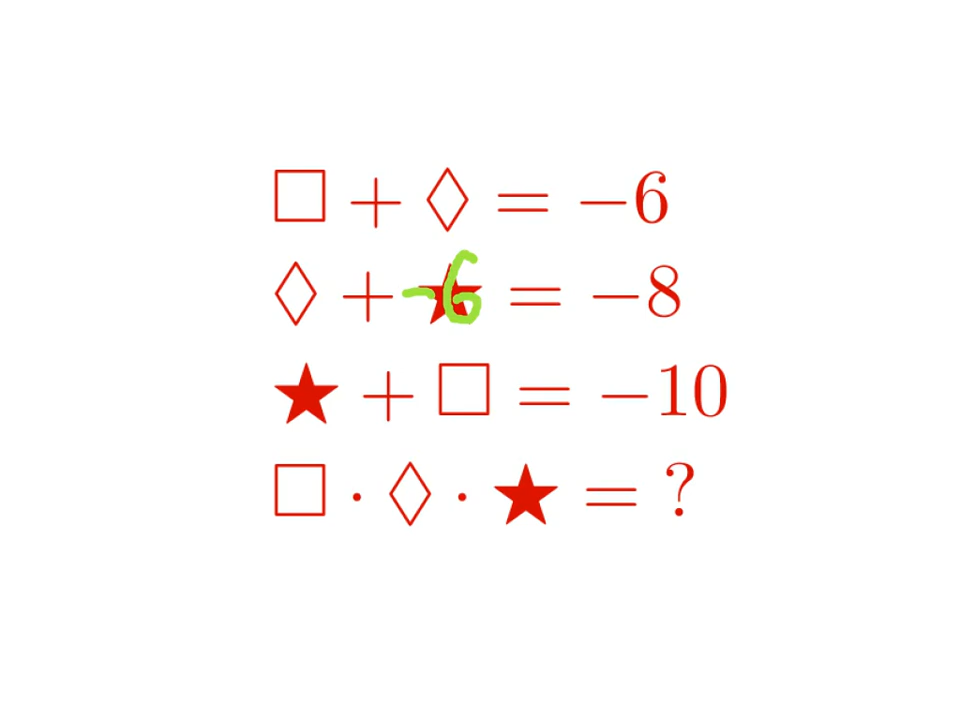 □ + ◇ = −6
◇ + ★ -6 = −8
★ + □ = −10
□ · ◇ · ★ = ?